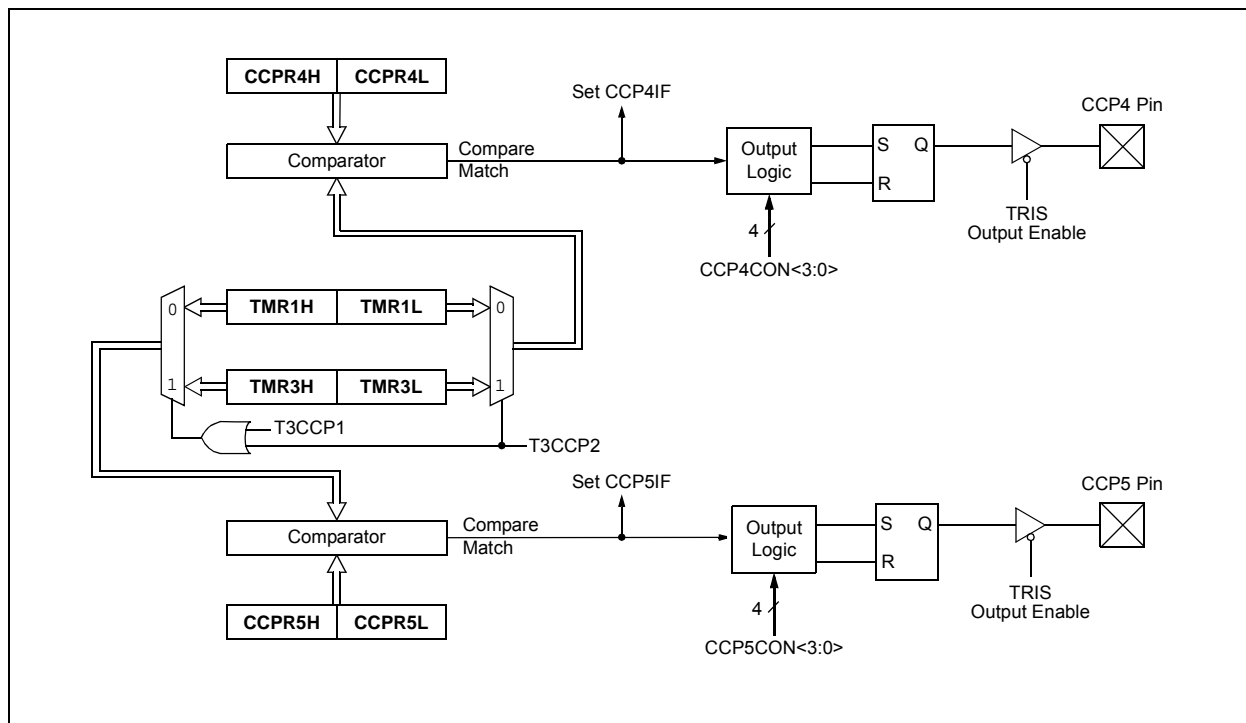 CCPR4H CCPR4L
Comparator
Compare
Match
Set CCP4IF
Output
Logic
4
CCP4CON<3:0>
S Q
R
TRIS
Output Enable
CCP4 Pin
0 TMR1H TMR1L 0
1 TMR3H TMR3L 1
T3CCP1
T3CCP2
Comparator
Compare
Match
CCPR5H CCPR5L
Set CCP5IF
Output
Logic
4
CCP5CON<3:0>
S Q
R
TRIS
Output Enable
CCP5 Pin